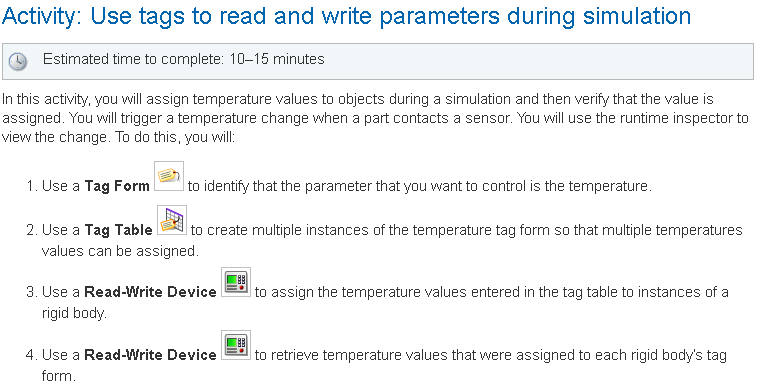 Activity: Use tags to read and write parameters during simulation
Estimated time to complete: 10–15 minutes
In this activity, you will assign temperature values to objects during a simulation and then verify that the value is
assigned. You will trigger a temperature change when a part contacts a sensor. You will use the runtime inspector to
view the change. To do this, you will:
1. Use a Tag Form to identify that the parameter that you want to control is the temperature.
2. Use a Tag Table to create multiple instances of the temperature tag form so that multiple temperatures
values can be assigned.
3. Use a Read-Write Device to assign the temperature values entered in the tag table to instances of a
rigid body.
4. Use a Read-Write Device to retrieve temperature values that were assigned to each rigid body's tag
form.